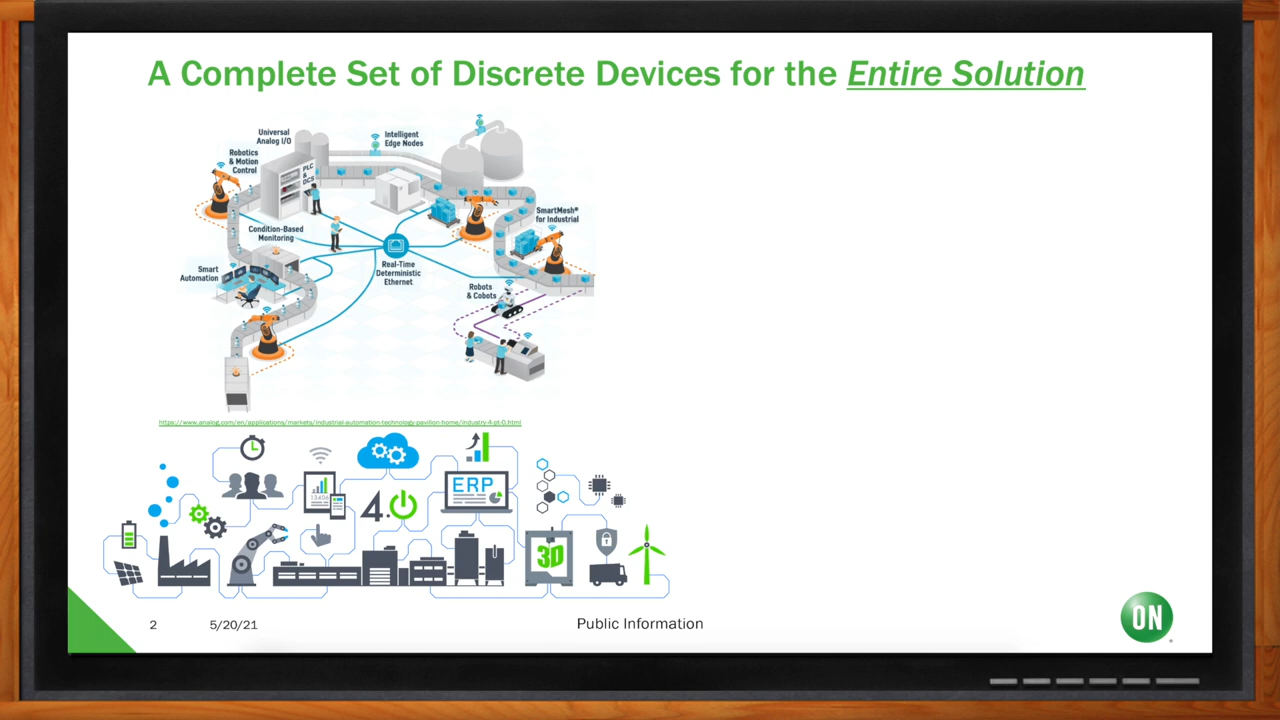 A Complete Set of Discrete Devices for the Entire Solution
Universal
Analog I/O
Intelligent
Edge Nodes
Robotics
& Motion
Control
PLC
&
DCS
SmartMesh®
for Industrial
Condition-Based
Monitoring
Smart
Automation
Real-Time
Deterministic
Ethernet
Robots
& Cobots
https://www.analog.com/en/applications/markets/industrial-automation-technology-pavilion-home/industry-4-pt-0.html
ERP
4.
3D
2
5/20/21
Public Information
ON